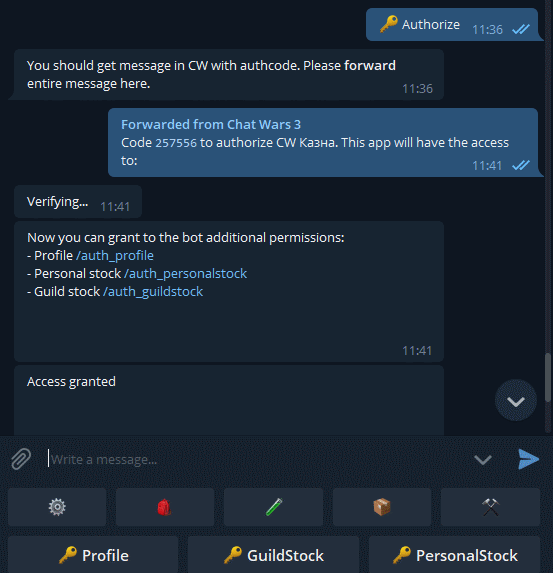 🔑 Authorize 11:36
You should get message in CW with authcode. Please forward
entire message here.
11:36
Forwarded from Chat Wars 3
Code 257556 to authorize CW Казна. This app will have the access
to:
11:41
Verifying... 11:41
Now you can grant to the bot additional permissions:
- Profile /auth_profile
- Personal stock /auth_personalstock
- Guild stock /auth_guildstock
11:41
Access granted
Write a message...
🔑 Profile 🔑 GuildStock 🔑 PersonalStock